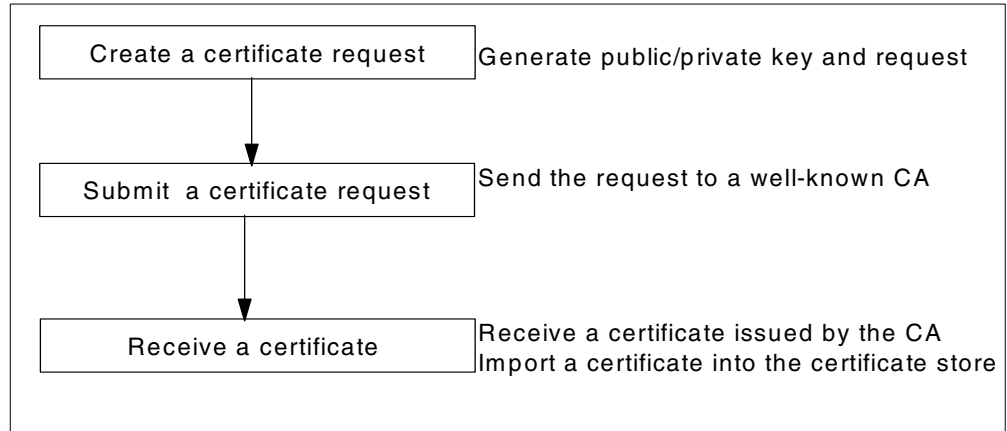 Create a certificate request
Generate public/private key and request
Submit a certificate request
Send the request to a well-known CA
Receive a certificate
Receive a certificate issued by the CA
Import a certificate into the certificate store